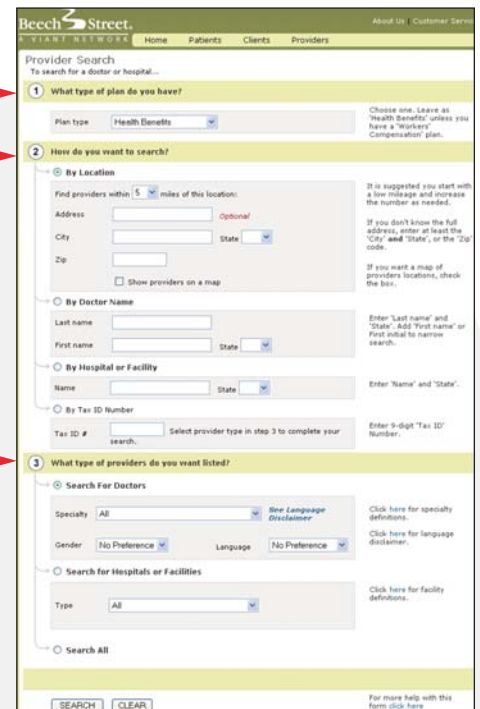 Beech Street.
About Us | Customer Servi
A VIANT NETWORK
Home Patients Clients Providers
Provider Search
To search for a doctor or hospital...
1 What type of plan do you have?
Plan type Health Benefits
Choose one. Leave as
'Health Benefits' unless you
have a 'Workers'
Compensation' plan.
2 How do you want to search?
By Location
Find providers within 5 miles of this location:
Address Optional
City State
Zip
Show providers on a map
It is suggested you start with
a low mileage and increase
the number as needed.
If you don't know the full
address, enter at least the
'City' and 'State', or the 'Zip'
code.
If you want a map of
providers locations, check
the box.
By Doctor Name
Last name
First name State
Enter 'Last name' and
'State'. Add 'First name' or
First initial to narrow
search.
By Hospital or Facility
Name State
Enter 'Name' and 'State'.
By Tax ID Number
Tax ID # Select provider type in step 3 to complete your
search.
Enter 9-digit 'Tax ID'
Number.
3 What type of providers do you want listed?
Search For Doctors
Specialty All See Language
Disclaimer
Gender No Preference Language No Preference
Click here for specialty
definitions.
Click here for language
disclaimer.
Search for Hospitals or Facilities
Type All
Click here for facility
definitions.
Search All
SEARCH CLEAR
For more help with this
form click here